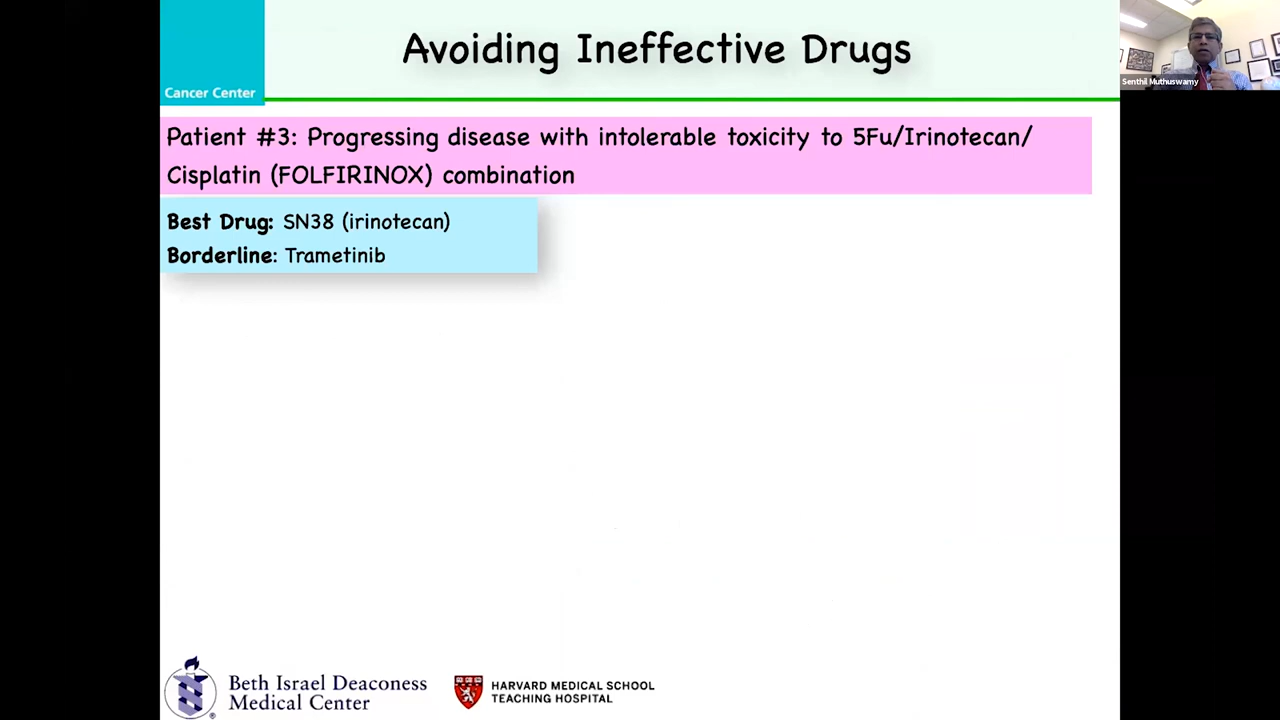 Avoiding Ineffective Drugs
Cancer Center
Senthil Muthuswamy
Patient #3: Progressing disease with intolerable toxicity to 5Fu/Irinotecan/
Cisplatin (FOLFIRINOX) combination
Best Drug: SN38 (irinotecan)
Borderline: Trametinib
Beth Israel Deaconess
Medical Center
HARVARD MEDICAL SCHOOL
TEACHING HOSPITAL